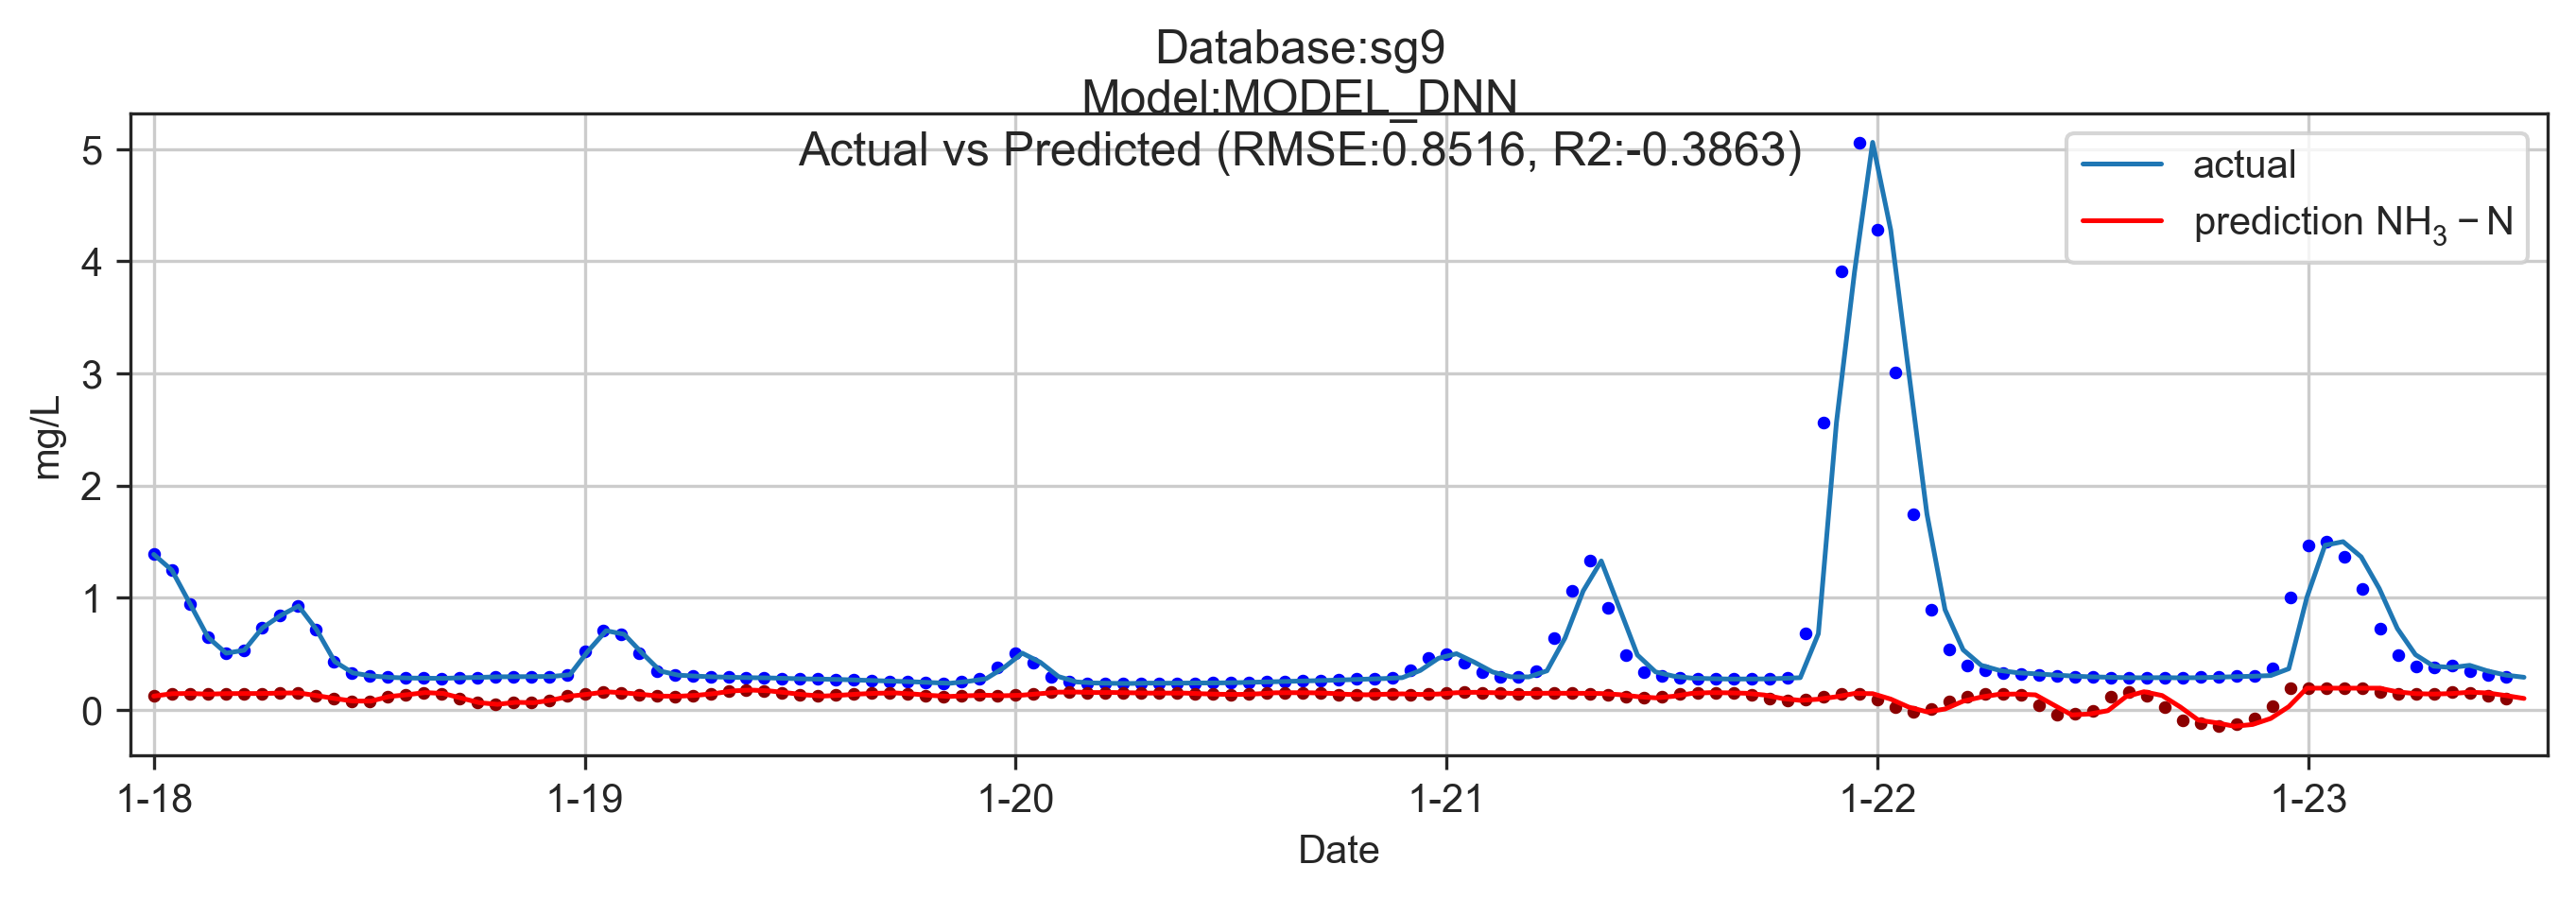 Database:sg9
Model:MODEL_DNN
Actual vs Predicted (RMSE:0.8516, R2:-0.3863)
actual
prediction NH₃ − N
5
4
3
2
1
0
mg/L
1-18 1-19 1-20 1-21 1-22 1-23
Date